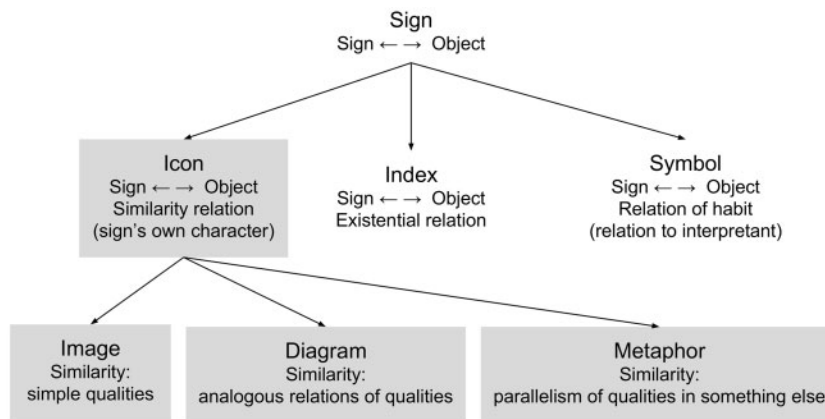 Sign
Sign ← → Object
Icon
Sign ← → Object
Similarity relation
(sign's own character)
Index
Sign ← → Object
Existential relation
Symbol
Sign ← → Object
Relation of habit
(relation to interpretant)
Image
Similarity:
simple qualities
Diagram
Similarity:
analogous relations of qualities
Metaphor
Similarity:
parallelism of qualities in something else